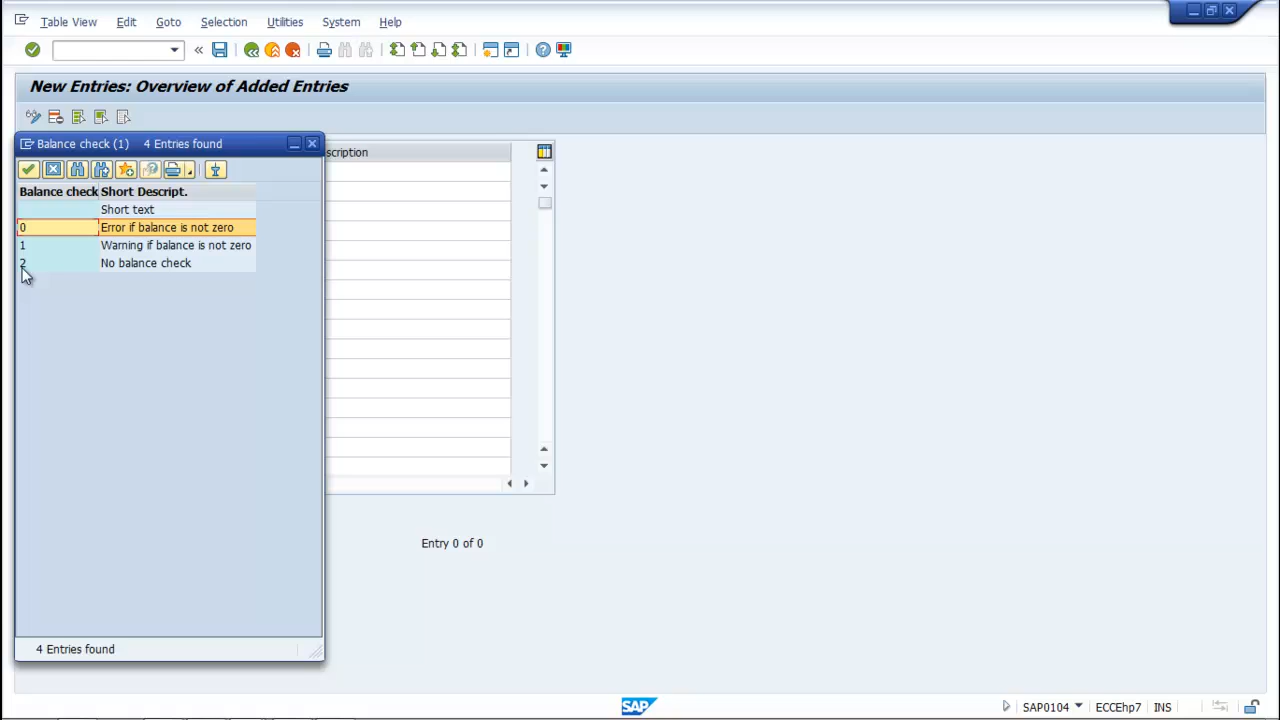 Table View Edit Goto Selection Utilities System Help
New Entries: Overview of Added Entries
Balance check (1) 4 Entries found
scription
Balance check Short Descript.
Short text
0 Error if balance is not zero
1 Warning if balance is not zero
2 No balance check
Entry 0 of 0
4 Entries found
SAP SAP0104 ECCEhp7 INS